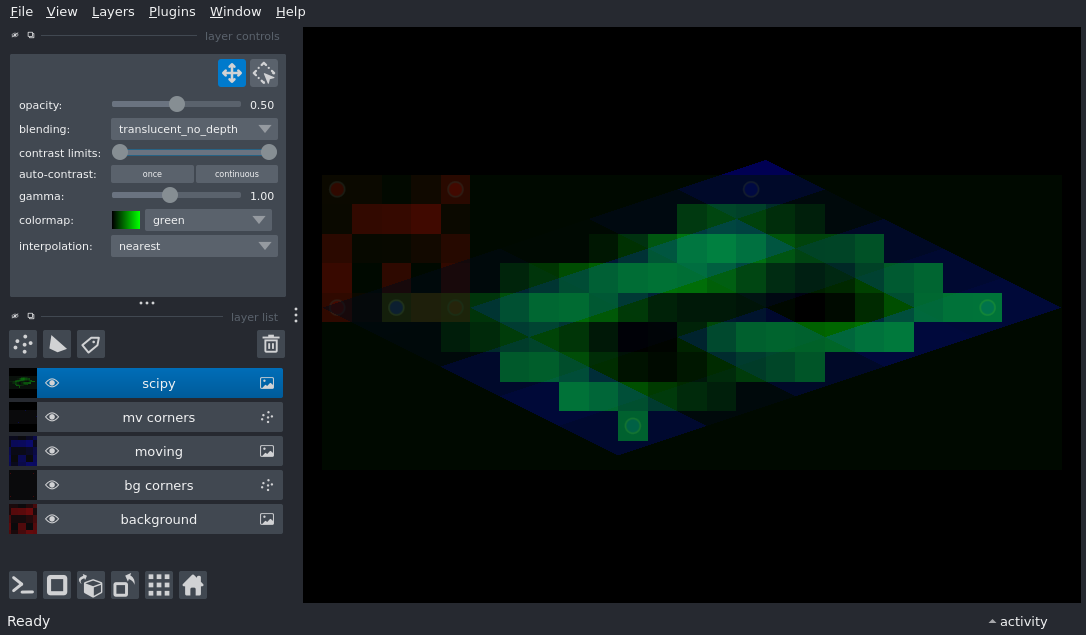 File View Layers Plugins Window Help
layer controls
opacity: 0.50
blending: translucent_no_depth
contrast limits:
auto-contrast: once continuous
gamma: 1.00
colormap: green
interpolation: nearest
layer list
scipy
mv corners
moving
bg corners
background
Ready
activity